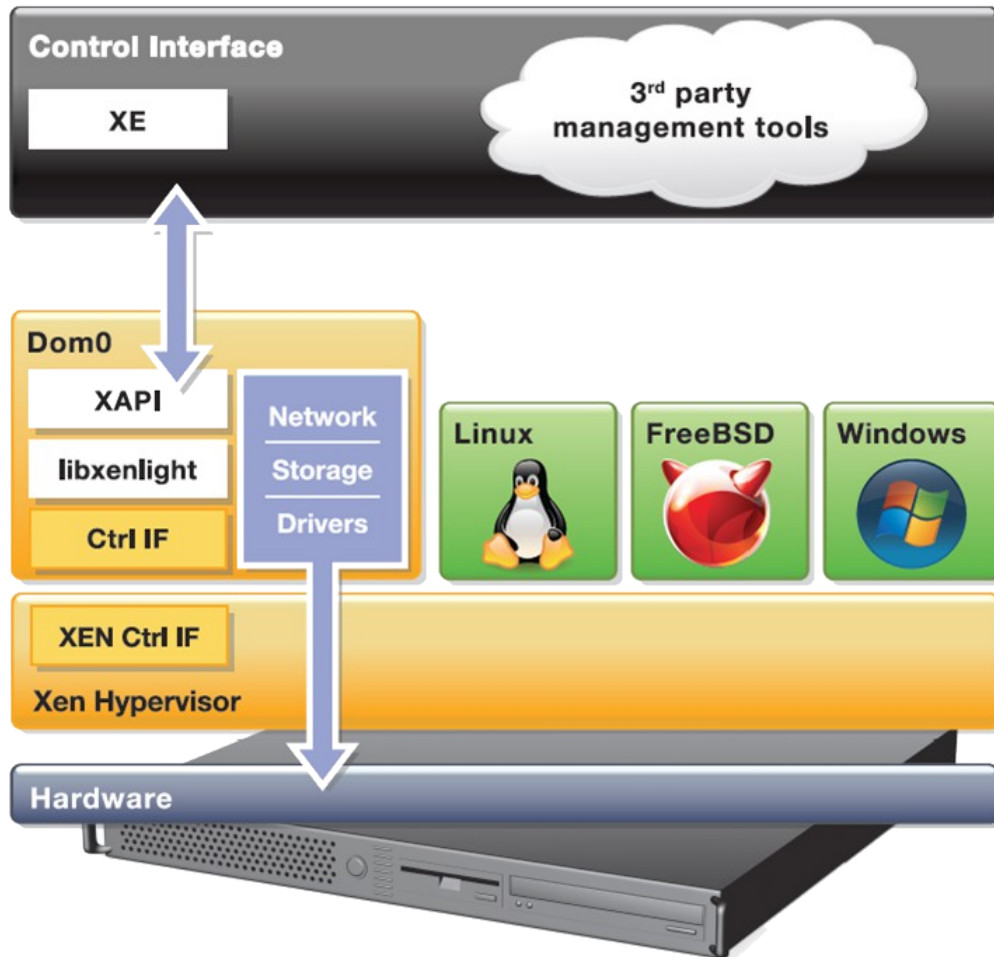 Control Interface
XE
3rd party
management tools
Dom0
XAPI
libxenlight
Ctrl IF
Network
Storage
Drivers
Linux
FreeBSD
Windows
XEN Ctrl IF
Xen Hypervisor
Hardware